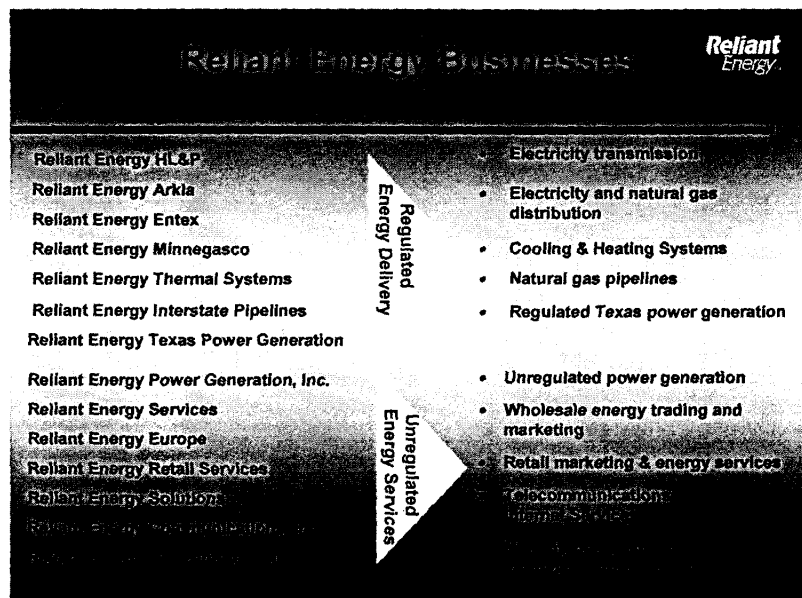 Reliant Energy Businesses
Reliant
Energy
Reliant Energy HL&P
Reliant Energy Arkla
Reliant Energy Entex
Reliant Energy Minnegasco
Reliant Energy Thermal Systems
Reliant Energy Interstate Pipelines
Reliant Energy Texas Power Generation
Regulated
Energy Delivery
• Electricity transmission
• Electricity and natural gas
distribution
• Cooling & Heating Systems
• Natural gas pipelines
• Regulated Texas power generation
Reliant Energy Power Generation, Inc.
Reliant Energy Services
Reliant Energy Europe
Reliant Energy Retail Services
Reliant Energy Solutions
Reliant Energy
Unregulated
Energy Services
• Unregulated power generation
• Wholesale energy trading and
marketing
• Retail marketing & energy services
Telecommunications
Internet Services